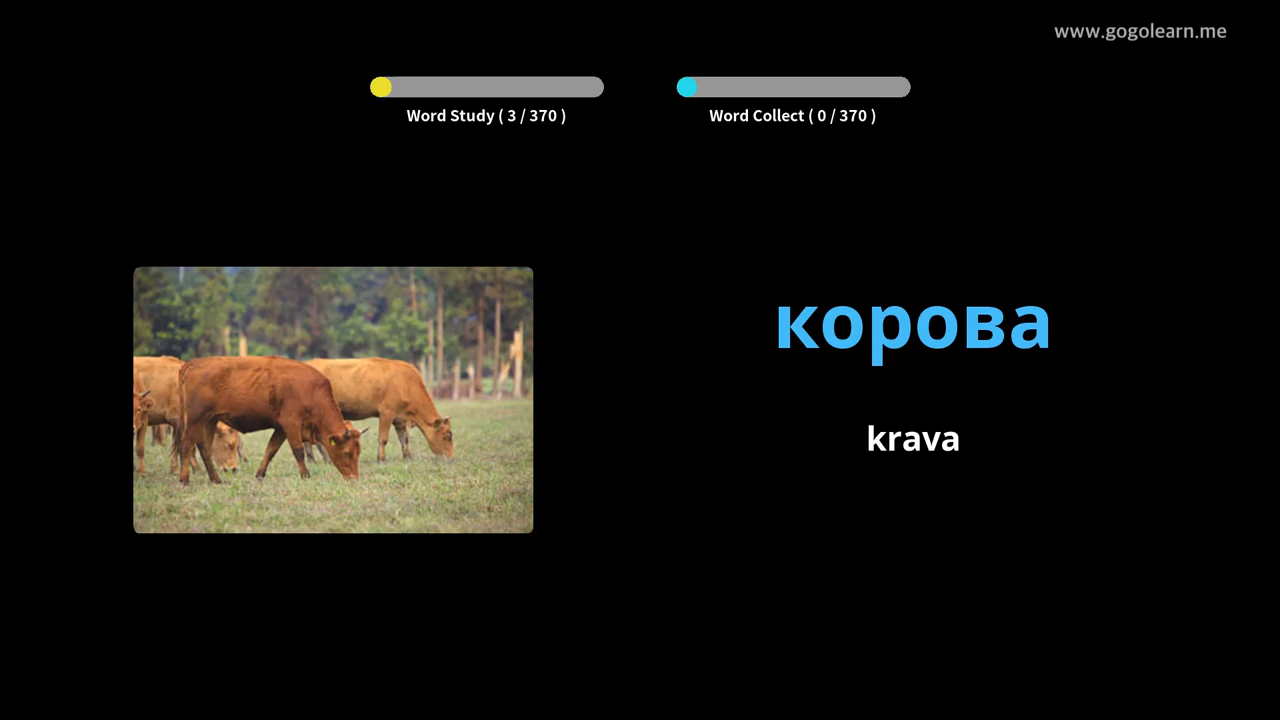 www.gogolearn.me
Word Study ( 3 / 370 )
Word Collect ( 0 / 370 )
корова
krava